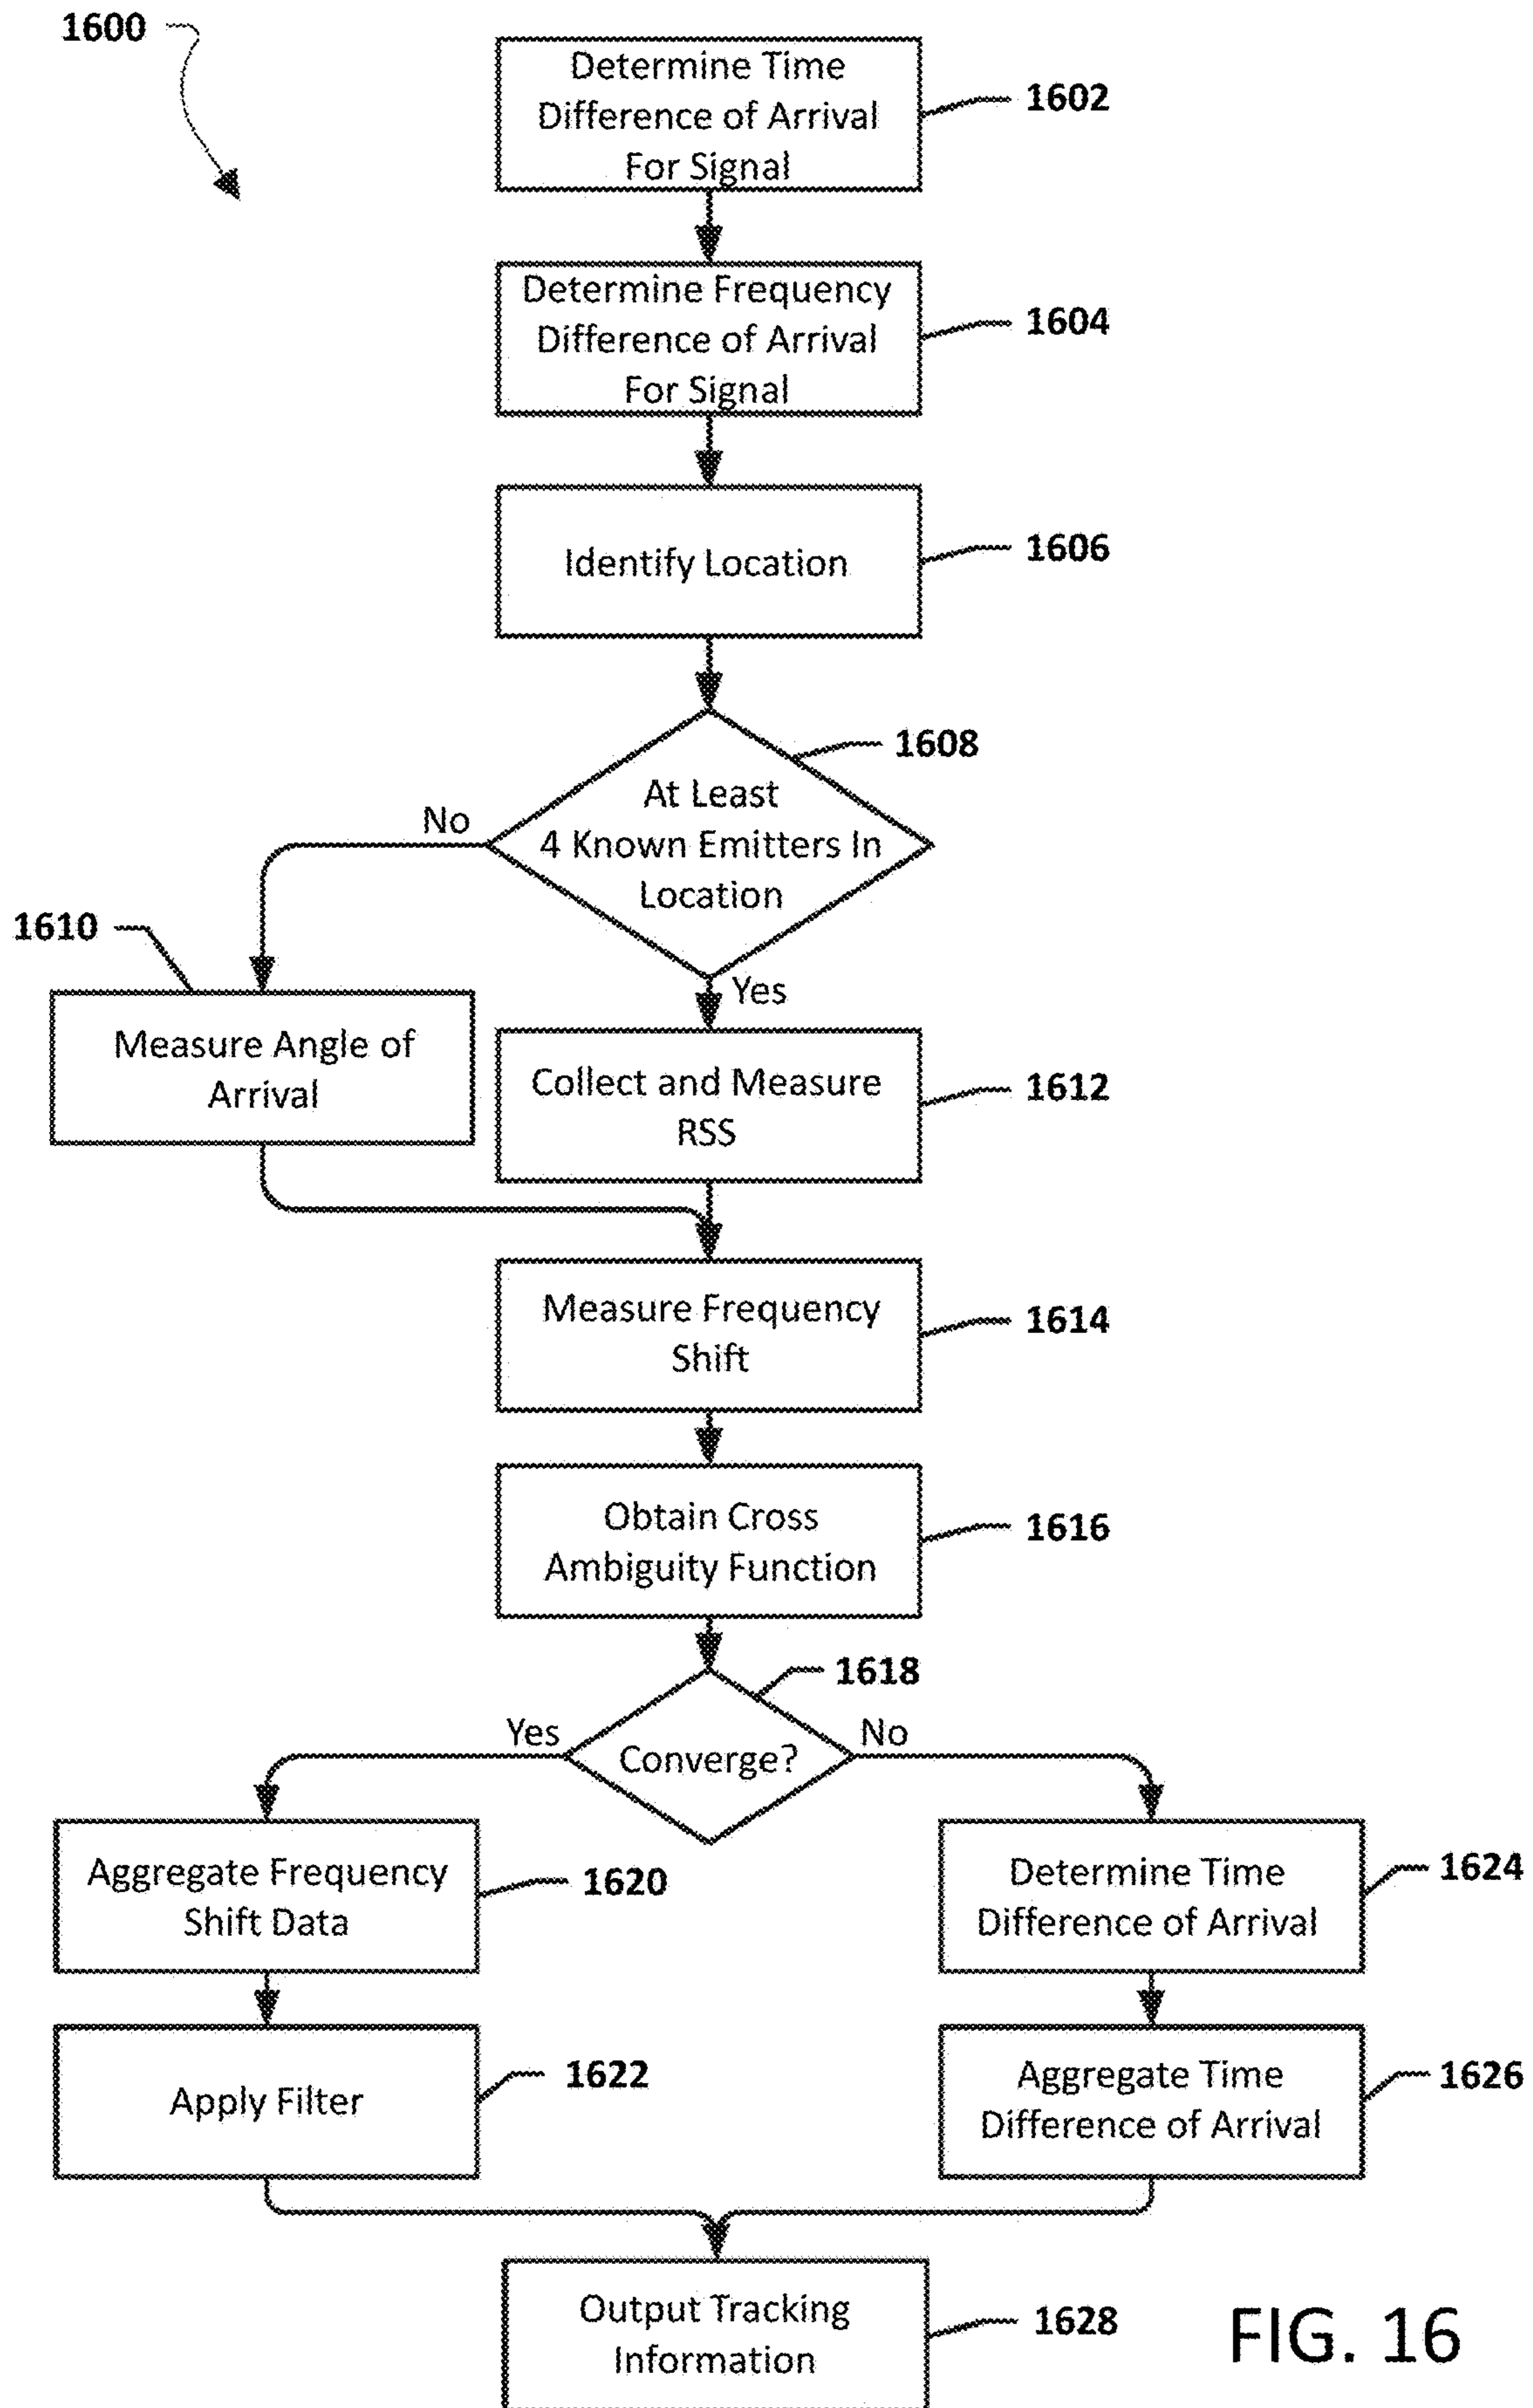 1600
Determine Time
Difference of Arrival
For Signal
1602
Determine Frequency
Difference of Arrival
For Signal
1604
Identify Location
1606
1608
At Least
4 Known Emitters In
Location
No
Yes
1610
Measure Angle of
Arrival
Collect and Measure
RSS
1612
Measure Frequency
Shift
1614
Obtain Cross
Ambiguity Function
1616
1618
Converge?
Yes
No
Aggregate Frequency
Shift Data
1620
Determine Time
Difference of Arrival
1624
Apply Filter
1622
Aggregate Time
Difference of Arrival
1626
Output Tracking
Information
1628
FIG. 16